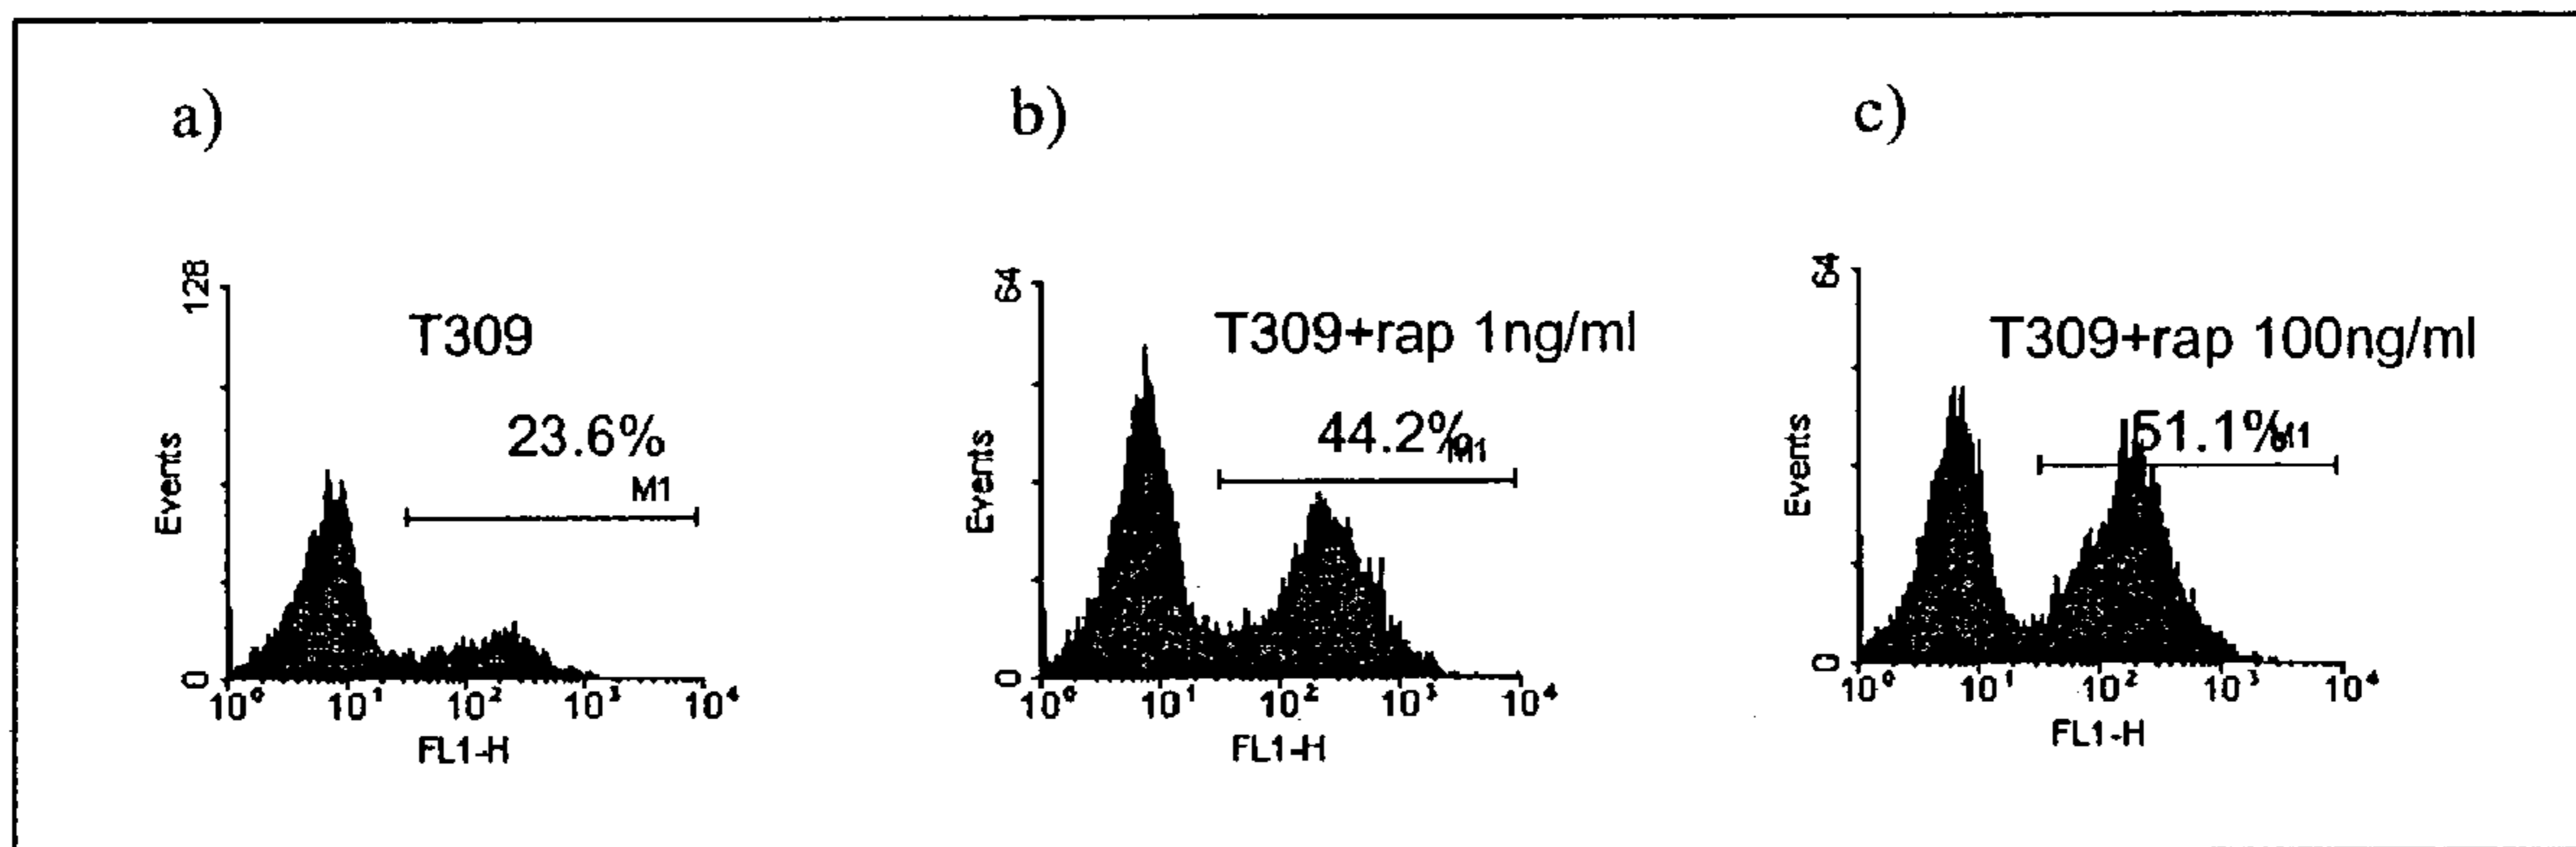 a)
b)
c)
128
T309
23.6%
M1
Events
0
10⁰ 10¹ 10² 10³ 10⁴
FL1-H
64
T309+rap 1ng/ml
44.2%
M1
Events
0
10⁰ 10¹ 10² 10³ 10⁴
FL1-H
64
T309+rap 100ng/ml
51.1%
M1
Events
0
10⁰ 10¹ 10² 10³ 10⁴
FL1-H